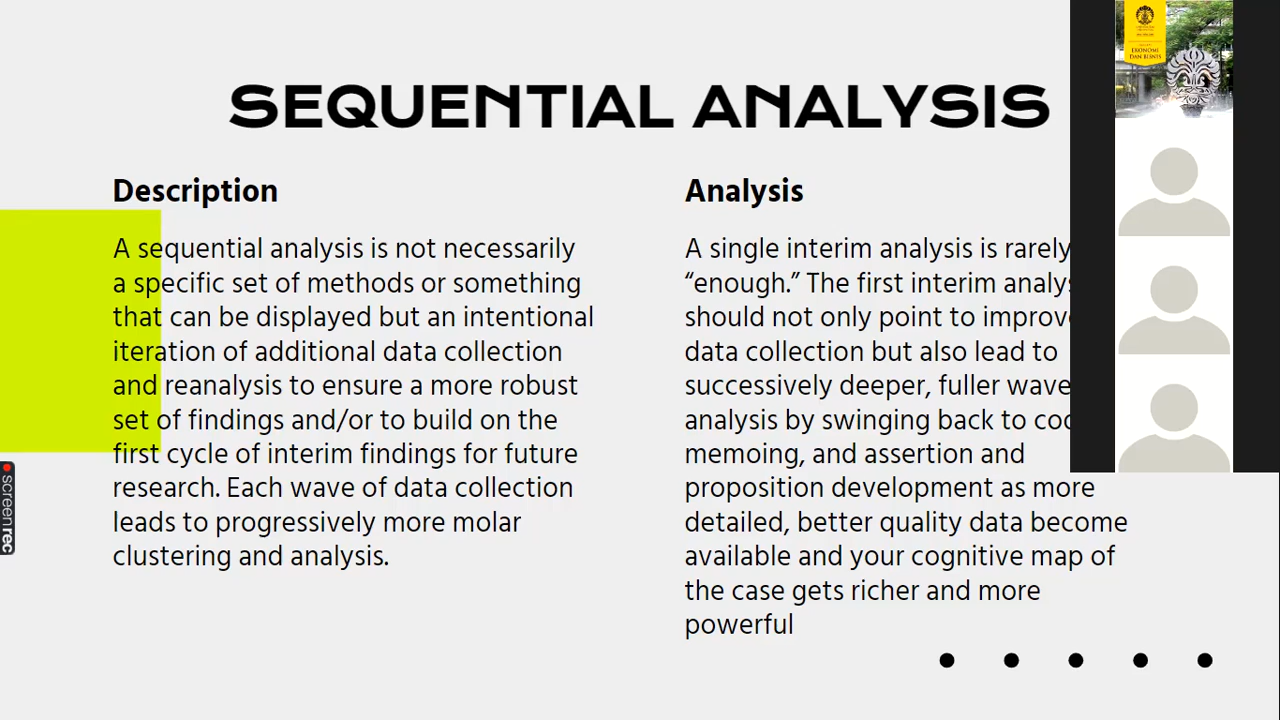 SEQUENTIAL ANALYSIS
Description
A sequential analysis is not necessarily
a specific set of methods or something
that can be displayed but an intentional
iteration of additional data collection
and reanalysis to ensure a more robust
set of findings and/or to build on the
first cycle of interim findings for future
research. Each wave of data collection
leads to progressively more molar
clustering and analysis.
Analysis
A single interim analysis is rarely
“enough.” The first interim
should not only point to
data collection but also lead to
successively deeper, fuller
analysis by swinging back to
memoing, and assertion and
proposition development as more
detailed, better quality data become
available and your cognitive map of
the case gets richer and more
powerful
EKONOMI
DAN BISNIS
screenrec